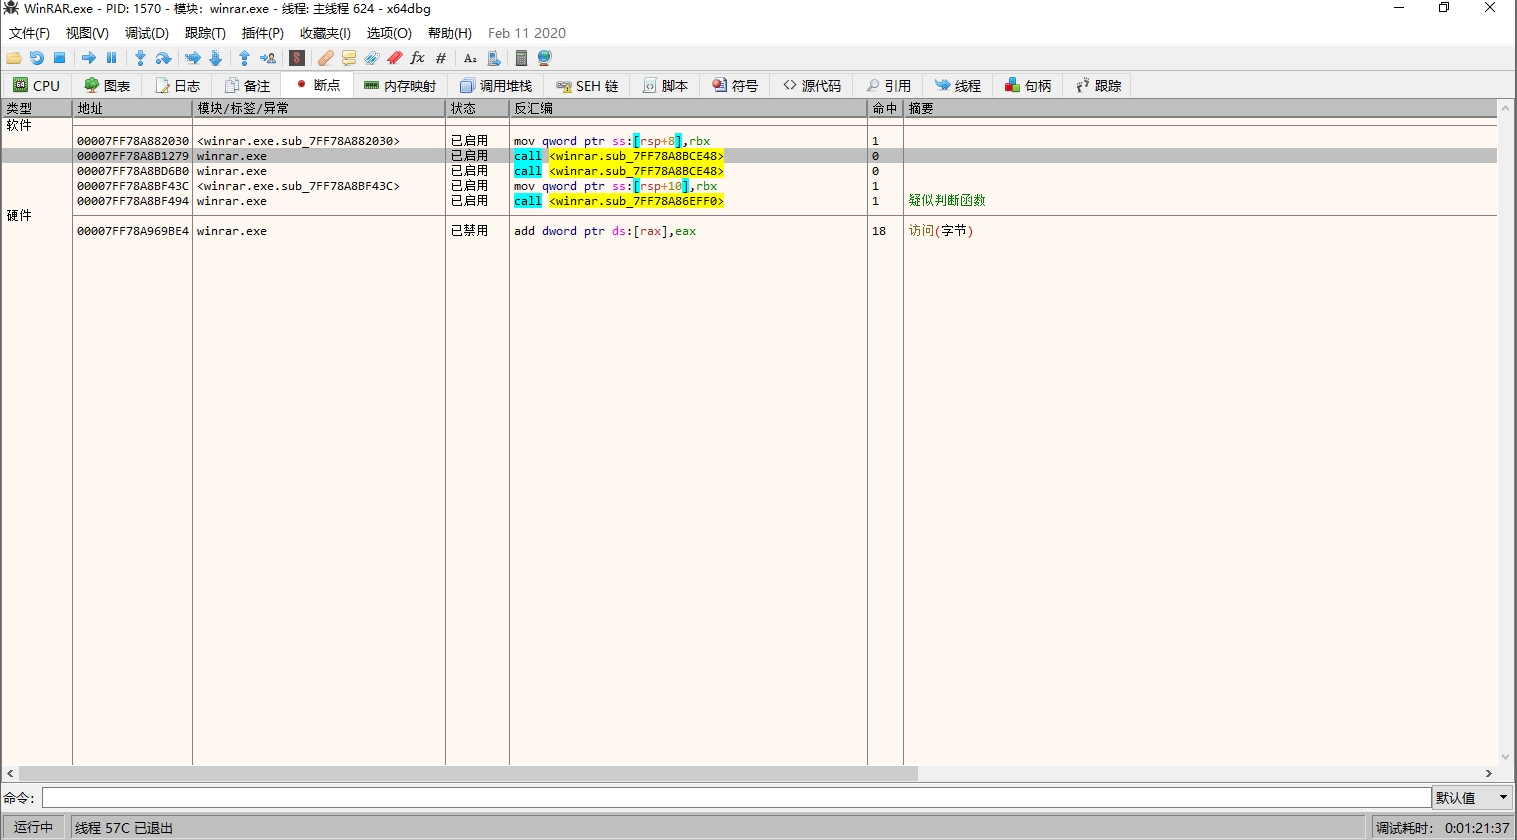 WinRAR.exe - PID: 1570 - 模块: winrar.exe - 线程: 主线程 624 - x64dbg
文件(F) 视图(V) 调试(D) 跟踪(T) 插件(P) 收藏夹(I) 选项(O) 帮助(H) Feb 11 2020
CPU 图表 日志 备注 断点 内存映射 调用堆栈 SEH 链 脚本 符号 源代码 引用 线程 句柄 跟踪
类型 地址 模块/标签/异常 状态 反汇编 命中 摘要
软件
00007FF78A882030 <winrar.exe.sub_7FF78A882030> 已启用 mov qword ptr ss:[rsp+8],rbx 1
00007FF78A8B1279 winrar.exe 已启用 call <winrar.sub_7FF78A8BCE48> 0
00007FF78A8BD6B0 winrar.exe 已启用 call <winrar.sub_7FF78A8BCE48> 0
00007FF78A8BF43C <winrar.exe.sub_7FF78A8BF43C> 已启用 mov qword ptr ss:[rsp+10],rbx 1
00007FF78A8BF494 winrar.exe 已启用 call <winrar.sub_7FF78A86EFF0> 1 疑似判断函数
硬件
00007FF78A969BE4 winrar.exe 已禁用 add dword ptr ds:[rax],eax 18 访问(字节)
命令: 默认值
运行中 线程 57C 已退出 调试耗时: 0:01:21:37